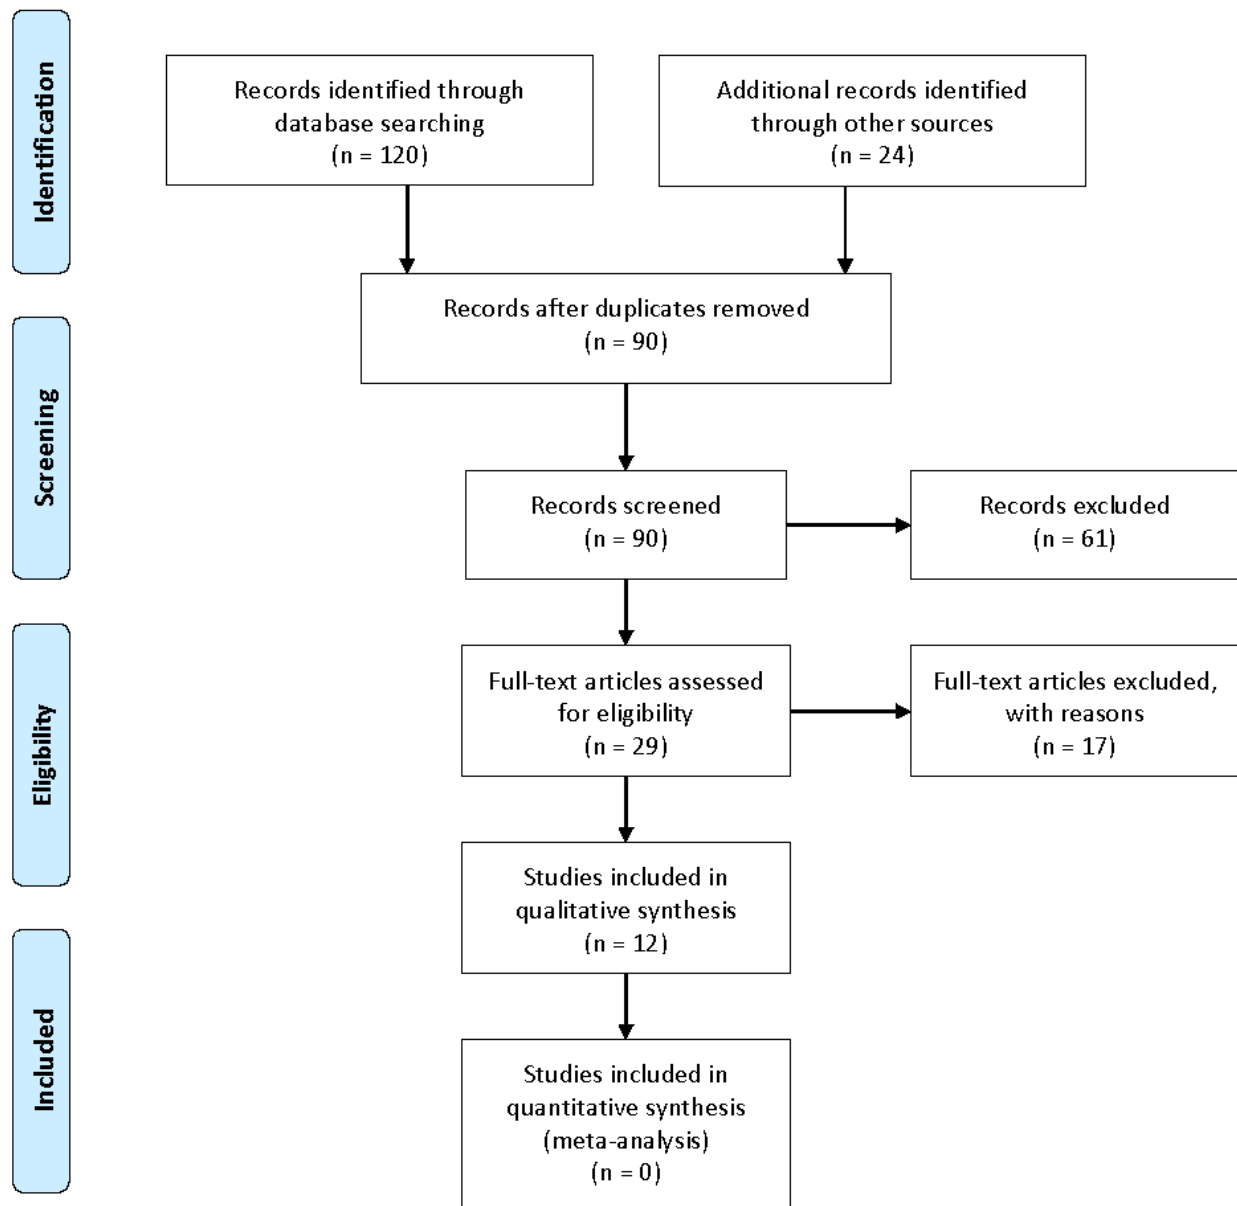 Identification
Records identified through
database searching
(n = 120)
Additional records identified
through other sources
(n = 24)
Records after duplicates removed
(n = 90)
Screening
Records screened
(n = 90)
Records excluded
(n = 61)
Eligibility
Full-text articles assessed
for eligibility
(n = 29)
Full-text articles excluded,
with reasons
(n = 17)
Studies included in
qualitative synthesis
(n = 12)
Included
Studies included in
quantitative synthesis
(meta-analysis)
(n = 0)